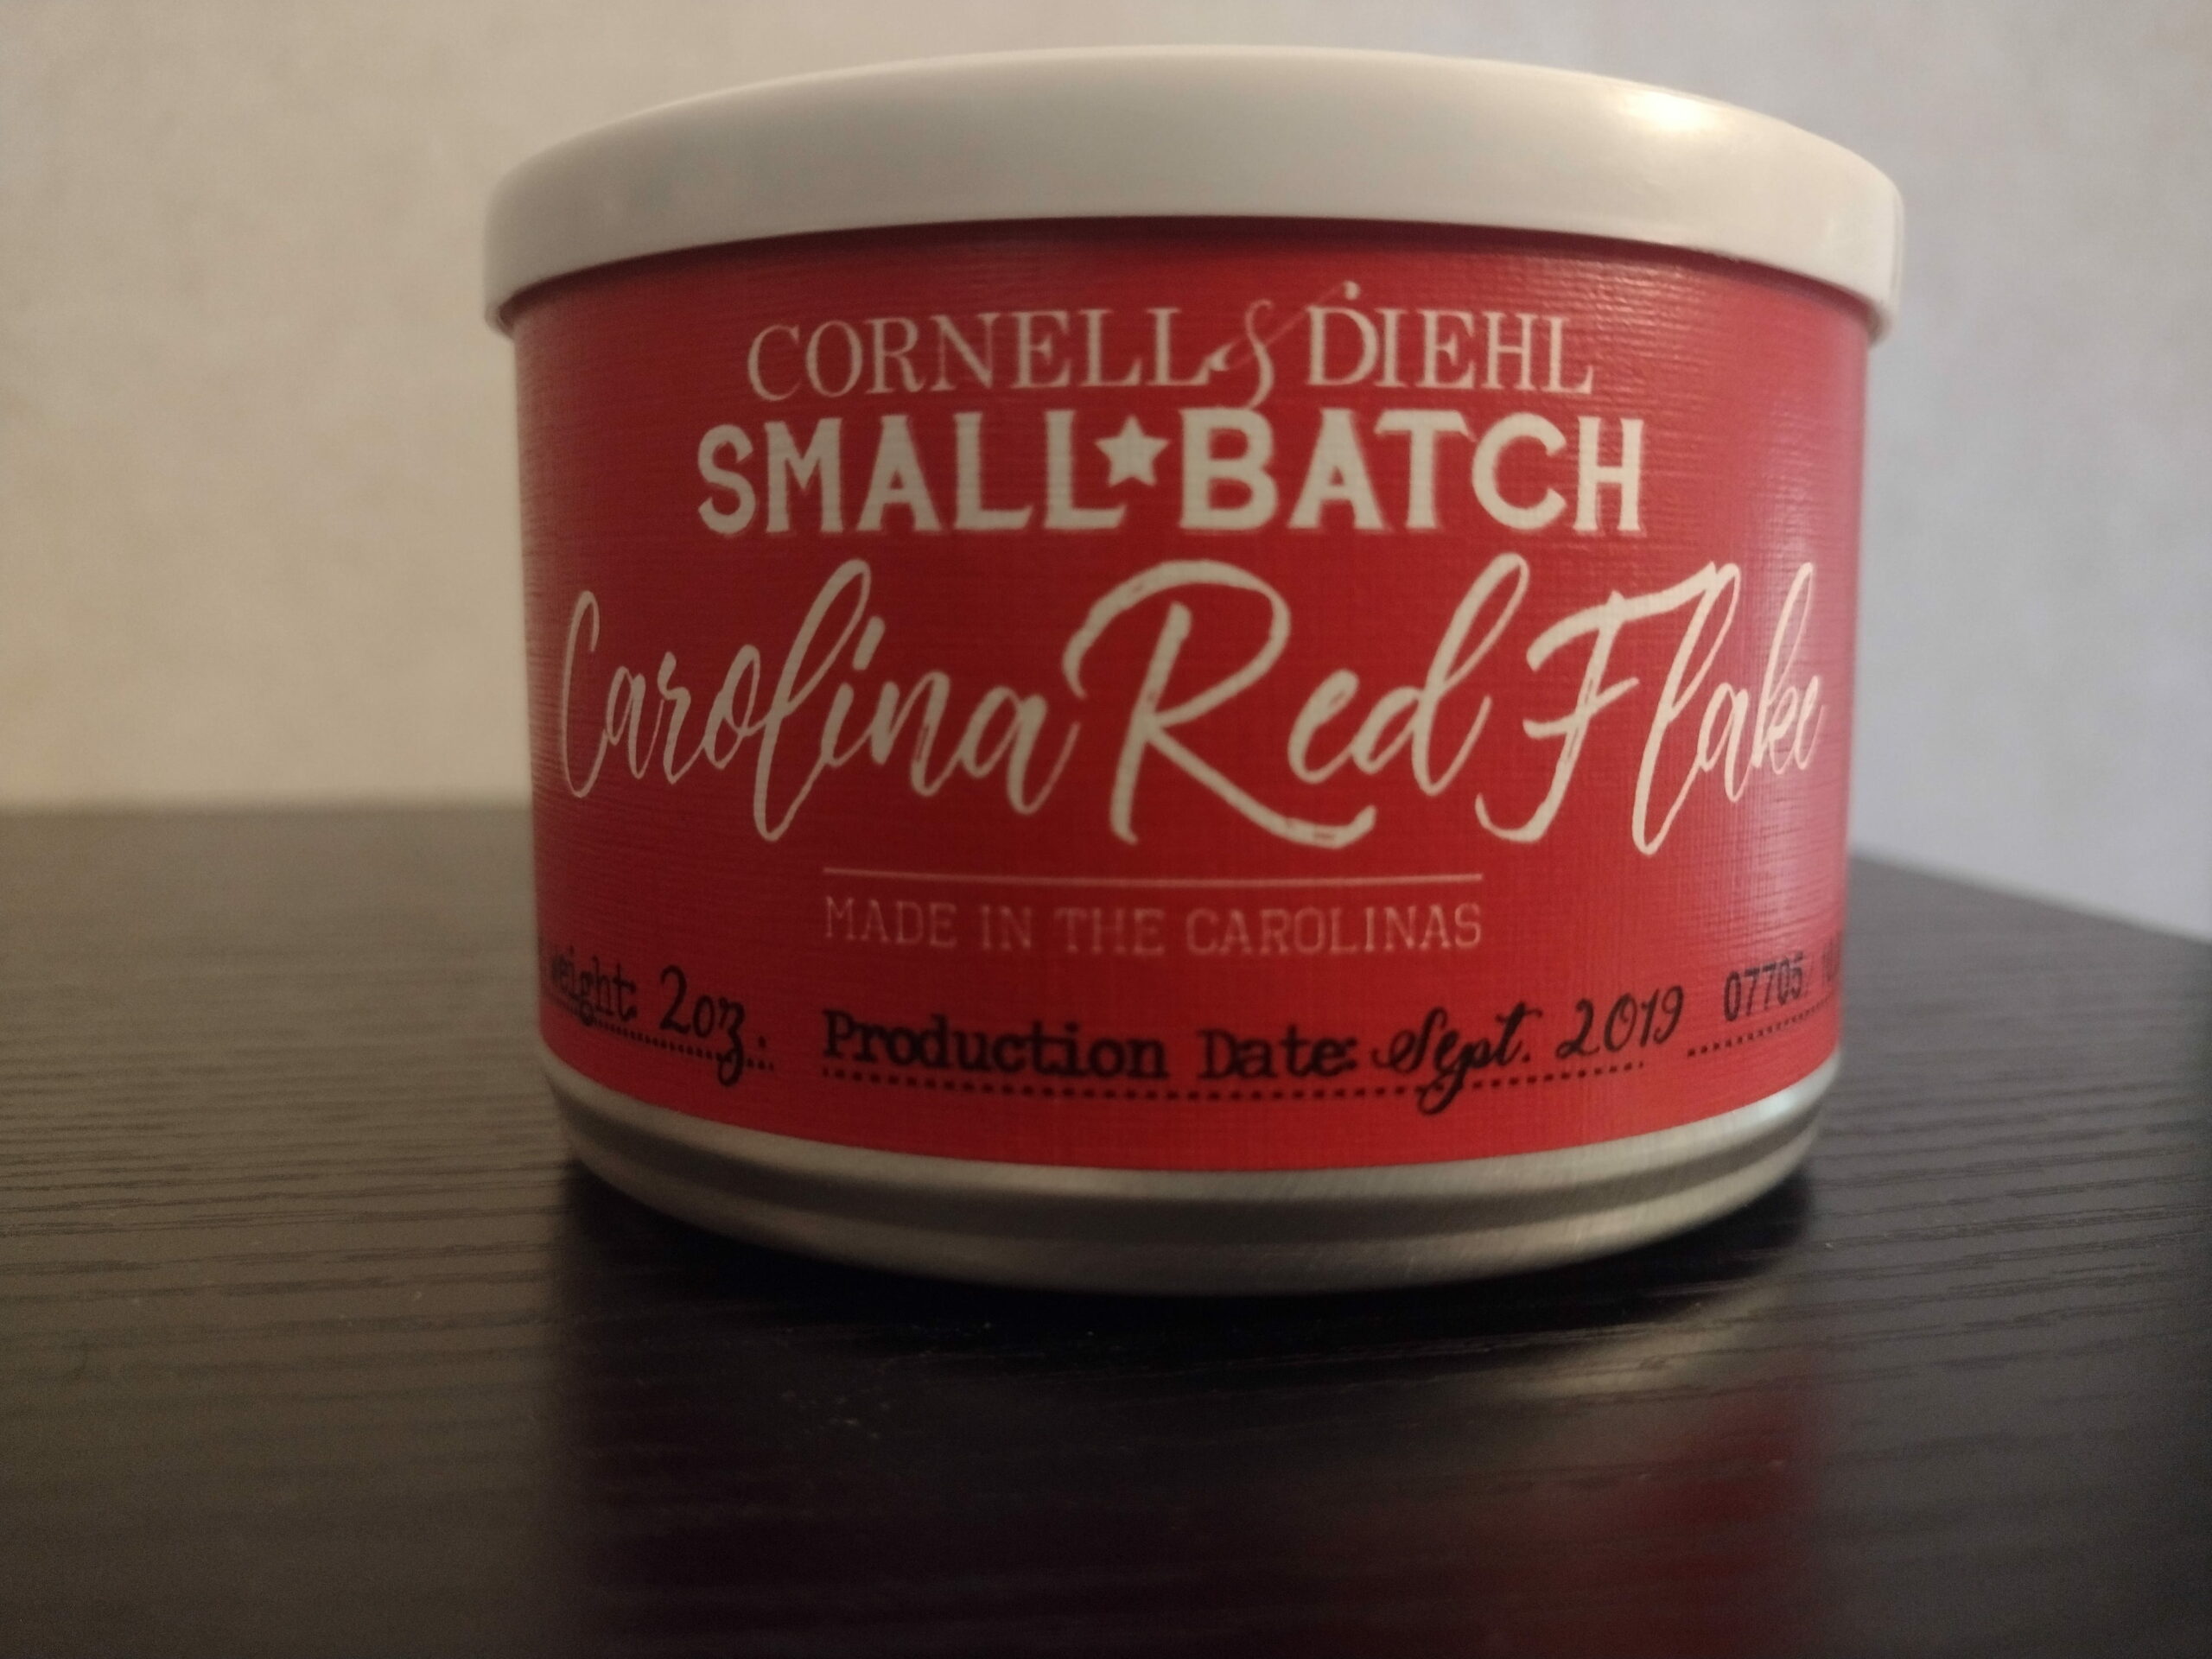 CORNELL & DIEHL
SMALL★BATCH
Carolina Red Flake
MADE IN THE CAROLINAS
weight: 2oz. Production Date: Sept. 2019 07705